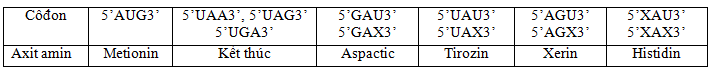 Côđon 5’AUG3’ 5’UAA3’, 5’UAG3’ 5’GAU3’ 5’UAU3’ 5’AGU3’ 5’XAU3’
5’UGA3’ 5’GAX3’ 5’UAX3’ 5’AGX3’ 5’XAX3’
Axit amin Metionin Kết thúc Aspactic Tirozin Xerin Histidin